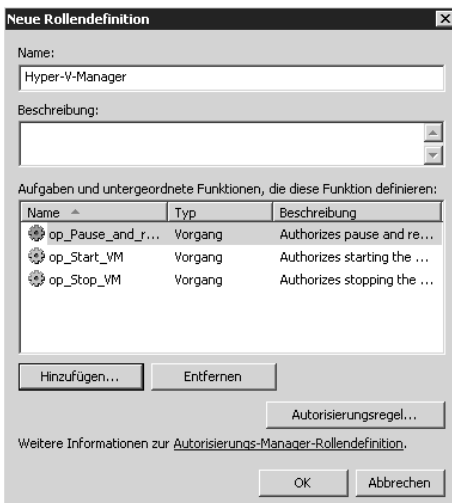 Neue Rollendefinition
Name:
Hyper-V-Manager
Beschreibung:
Aufgaben und untergeordnete Funktionen, die diese Funktion definieren:
Name Typ Beschreibung
op_Pause_and_r... Vorgang Authorizes pause and re...
op_Start_VM Vorgang Authorizes starting the ...
op_Stop_VM Vorgang Authorizes stopping the ...
Hinzufügen... Entfernen
Autorisierungsregel...
Weitere Informationen zur Autorisierungs-Manager-Rollendefinition.
OK Abbrechen